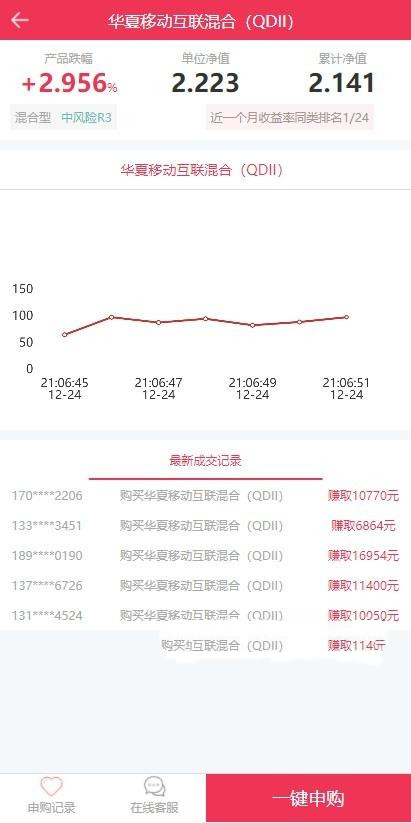 华夏移动互联混合（QDII）
产品跌幅 单位净值 累计净值
+2.956% 2.223 2.141
混合型 中风险R3 近一个月收益率同类排名1/24
华夏移动互联混合（QDII）
150
100
50
0
21:06:45 21:06:47 21:06:49 21:06:51
12-24 12-24 12-24 12-24
最新成交记录
170****2206 购买华夏移动互联混合（QDII） 赚取10770元
133****3451 购买华夏移动互联混合（QDII） 赚取6864元
189****0190 购买华夏移动互联混合（QDII） 赚取16954元
137****6726 购买华夏移动互联混合（QDII） 赚取11400元
131****4524 购买华夏移动互联混合（QDII） 赚取10050元
购买 互联混合（QDII） 赚取
申购记录 在线客服 一键申购